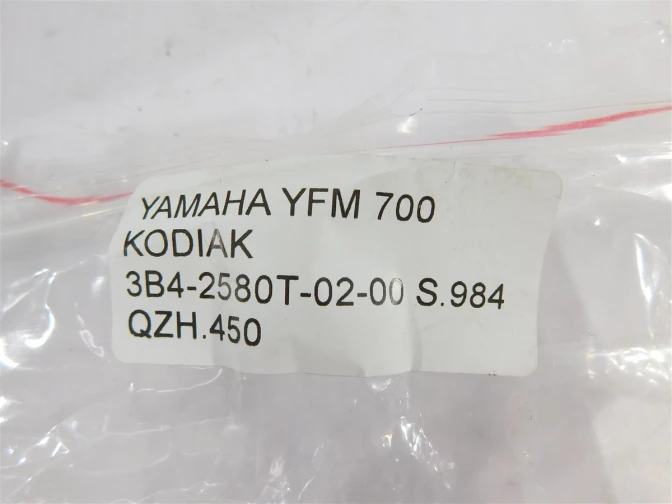 YAMAHA YFM 700
KODIAK
3B4-2580T-02-00 S.984
QZH.450